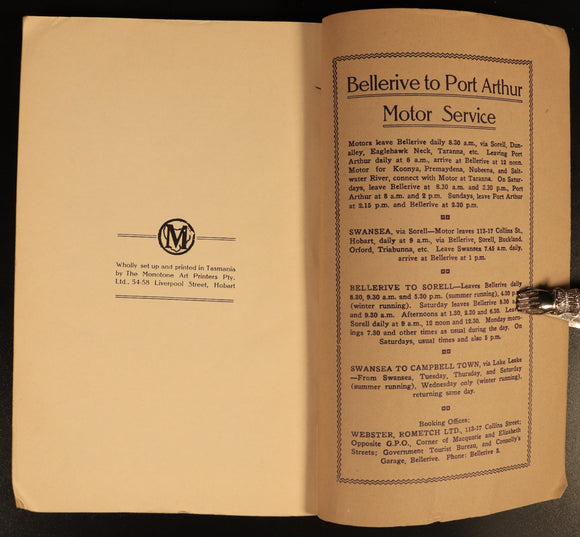 M
Wholly set up and printed in Tasmania
by The Monotone Art Printers Pty.
Ltd., 54-58 Liverpool Street, Hobart
Bellerive to Port Arthur
Motor Service
Motors leave Bellerive daily 8.30 a.m., via Sorell, Dun-
alley, Eaglehawk Neck, Taranna, etc. Leaving Port
Arthur daily at 8 a.m., arrive at Bellerive at 12 noon.
Motor for Koonya, Premaydena, Nubeena, and Salt-
water River, connect with Motor at Taranna. On Satur-
days, leave Bellerive at 8.30 a.m. and 2.30 p.m., Port
Arthur at 8 a.m. and 2 p.m. Sundays, leave Port Arthur
at 2.15 p.m. and Bellerive at 2.30 p.m.
SWANSEA, via Sorell—Motor leaves 113-17 Collins St.,
Hobart, daily at 9 a.m., via Bellerive, Sorell, Buckland,
Orford, Triabunna, etc. Leave Swansea 7.45 a.m. daily,
arrive at Bellerive at 1 p.m.
BELLERIVE TO SORELL—Leaves Bellerive daily
8.30, 9.30 a.m. and 5.30 p.m. (summer running), 4.30 p.m.
(winter running). Saturday leaves Bellerive 8.30
and 9.30 a.m. Afternoons at 1.30, 2.30 and 6.30.
Sorell daily at 9 a.m., 12 noon and 12.30. Monday morn-
ings 7.30 and other times as usual during the day. On
Saturdays, usual times and also 5 p.m.
SWANSEA TO CAMPBELL TOWN, via Lake Leake
—From Swansea, Tuesday, Thursday, and Saturday
(summer running), Wednesday only (winter running),
returning same day.
Booking Offices:
WEBSTER, ROMETCH LTD., 113-17 Collins Street;
Opposite G.P.O., Corner of Macquarie and Elizabeth
Streets; Government Tourist Bureau, and Connolly's
Garage, Bellerive. Phone: Bellerive 8.